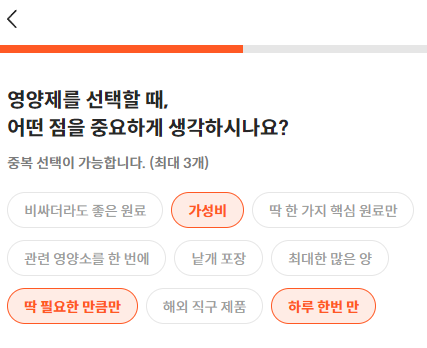 영양제를 선택할 때,
어떤 점을 중요하게 생각하시나요?
중복 선택이 가능합니다. (최대 3개)
비싸더라도 좋은 원료 가성비 딱 한 가지 핵심 원료만
관련 영양소를 한 번에 낱개 포장 최대한 많은 양
딱 필요한 만큼만 해외 직구 제품 하루 한번 만